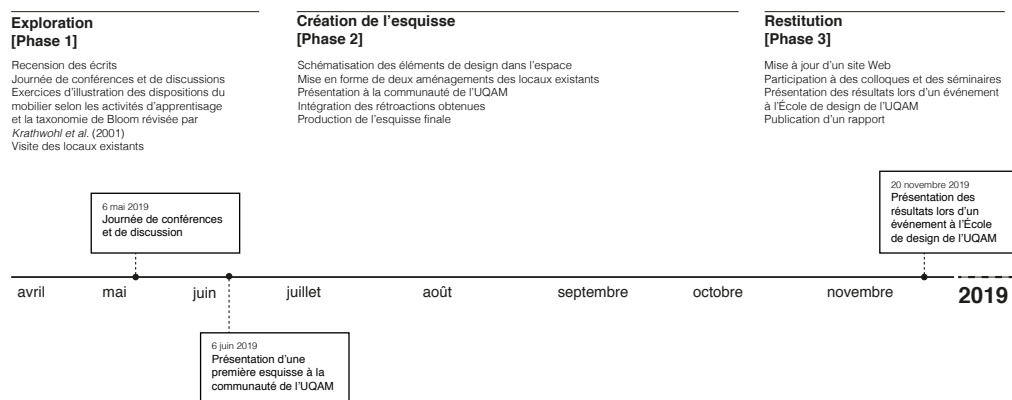 Exploration
[Phase 1]
Recension des écrits
Journée de conférences et de discussions
Exercices d’illustration des dispositions du
mobilier selon les activités d’apprentisage
et la taxonomie de Bloom révisée par
Krathwohl et al. (2001)
Visite des locaux existants
Création de l’esquisse
[Phase 2]
Schématisation des éléments de design dans l’espace
Mise en forme de deux aménagements des locaux existants
Présentation à la communauté de l’UQAM
Intégration des rétroactions obtenues
Production de l’esquisse finale
Restitution
[Phase 3]
Mise à jour d’un site Web
Participation à des colloques et des séminaires
Présentation des résultats lors d’un événement
à l’École de design de l’UQAM
Publication d’un rapport
6 mai 2019
Journée de conférences
et de discussion
20 novembre 2019
Présentation des
résultats lors d’un
événement à l’École
de design de l’UQAM
avril
mai
juin
juillet
août
septembre
octobre
novembre
2019
6 juin 2019
Présentation d’une
première esquisse à la
communauté de l’UQAM